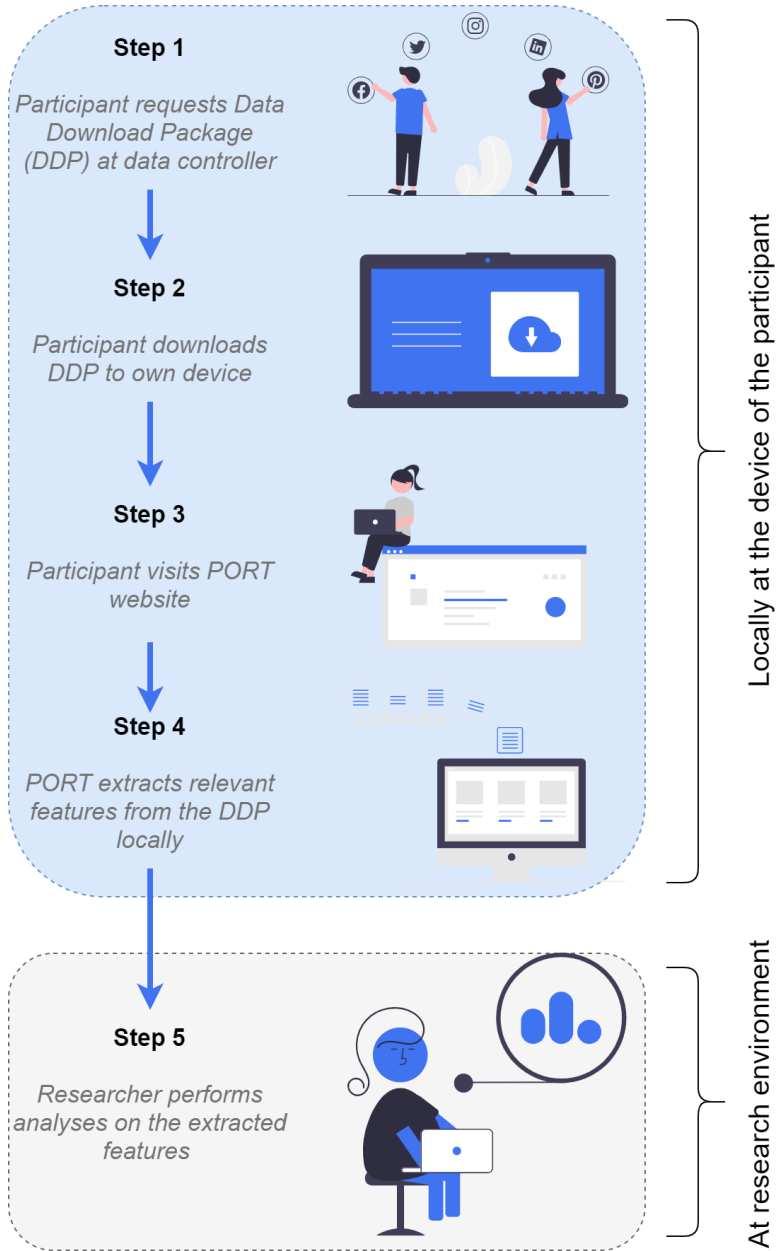 Step 1
Participant requests Data
Download Package
(DDP) at data controller
Step 2
Participant downloads
DDP to own device
Step 3
Participant visits PORT
website
Step 4
PORT extracts relevant
features from the DDP
locally
Locally at the device of the participant
Step 5
Researcher performs
analyses on the extracted
features
At research environment